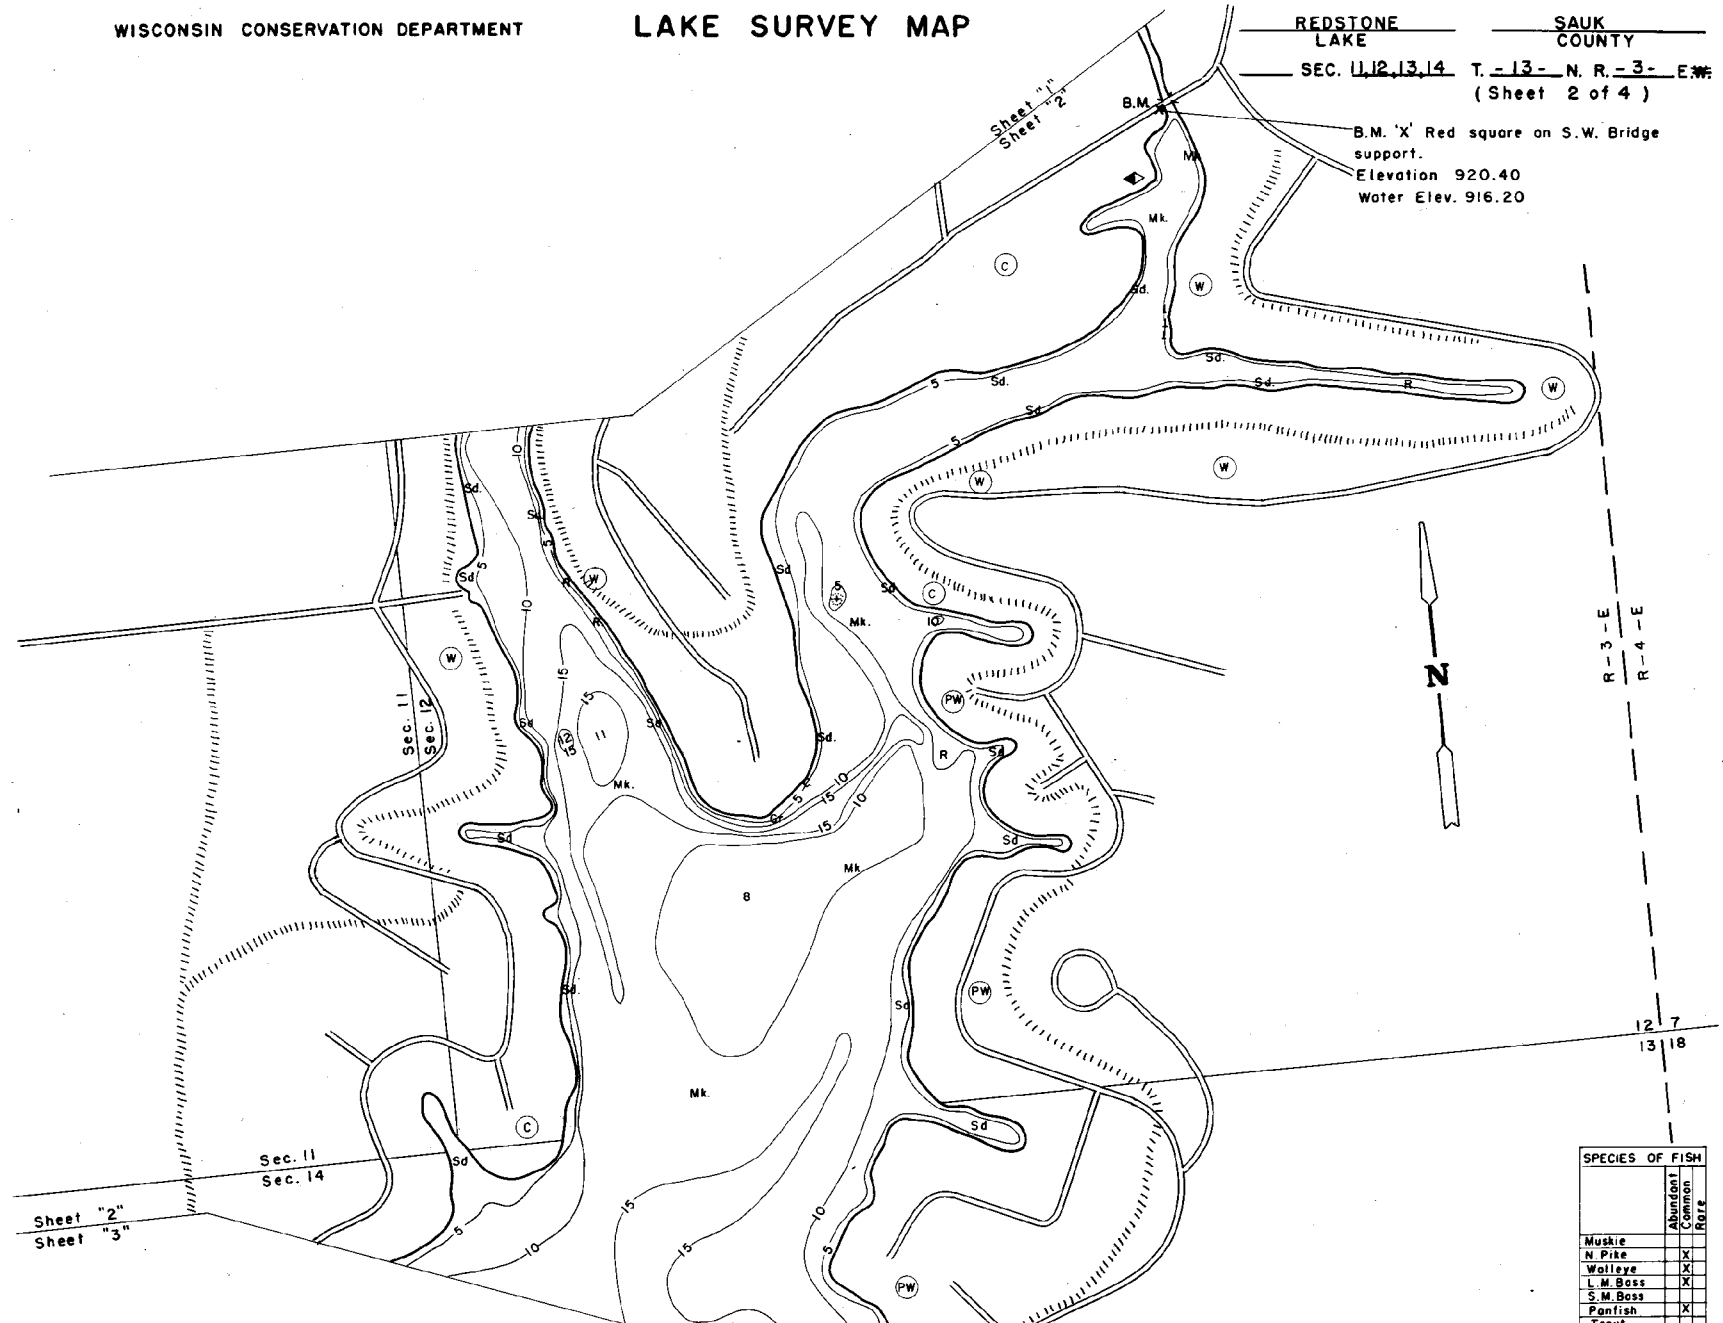 WISCONSIN CONSERVATION DEPARTMENT
LAKE SURVEY MAP
REDSTONE LAKE
SAUK COUNTY
SEC. 11,12,13,14 T. -13- N. R. -3- E.W.
(Sheet 2 of 4)
Sheet "1"
Sheet "2"
B.M.
B.M. 'X' Red square on S.W. Bridge
support.
Elevation 920.40
Water Elev. 916.20
Mk.
Mk.
C
Sd.
W
Sd.
5
Sd.
Sd.
R
W
Sd.
5
10
W
W
Sd.
Sd.
5
5
Sd
R
W
Sd
5
Sd
C
10
R
Mk.
10
W
15
15
PW
R-3-E
R-4-E
N
Sec. 11
Sec. 12
Sd
12
15
11
Sd
Sd.
R
Sd
Mk.
5
10
15
10
15
Gr
Sd
Sd
Mk.
8
Sd.
Sd
PW
12 7
13 18
Mk.
C
Sd
Sd
Sec. 11
Sec. 14
Sheet "2"
Sheet "3"
5
10
15
15
10
5
PW
SPECIES OF FISH
Abundant
Common
Rare
Muskie
N. Pike X
Walleye X
L.M. Bass X
S.M. Bass
Panfish X
Trout